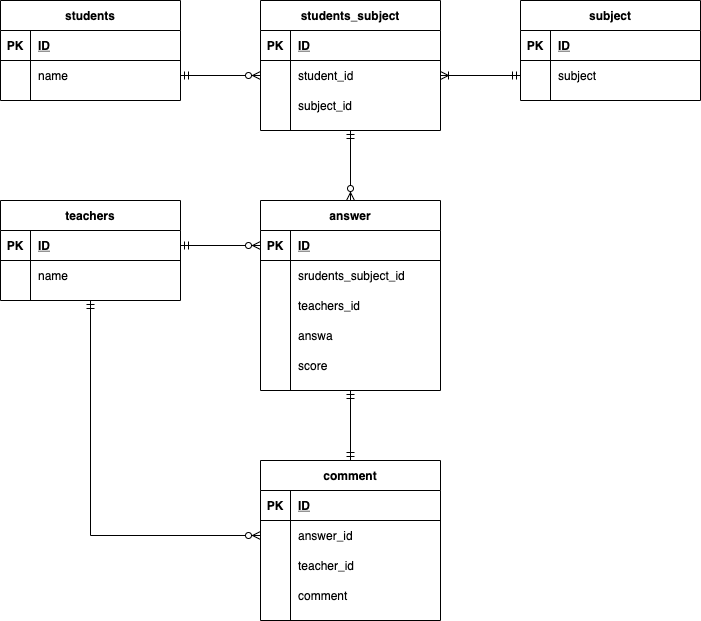 students
PK ID
name
students_subject
PK ID
student_id
subject_id
subject
PK ID
subject
teachers
PK ID
name
answer
PK ID
srudents_subject_id
teachers_id
answa
score
comment
PK ID
answer_id
teacher_id
comment